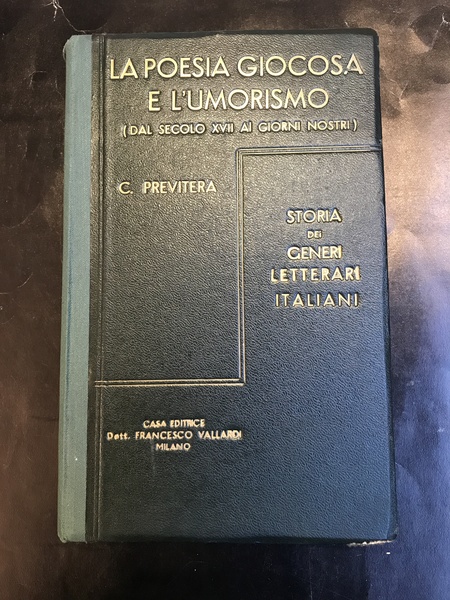 LA POESIA GIOCOSA
E L'UMORISMO
(DAL SECOLO XVII AI GIORNI NOSTRI)
C. PREVITERA
STORIA
DEI
GENERI
LETTERARI
ITALIANI
CASA EDITRICE
Dott. FRANCESCO VALLARDI
MILANO